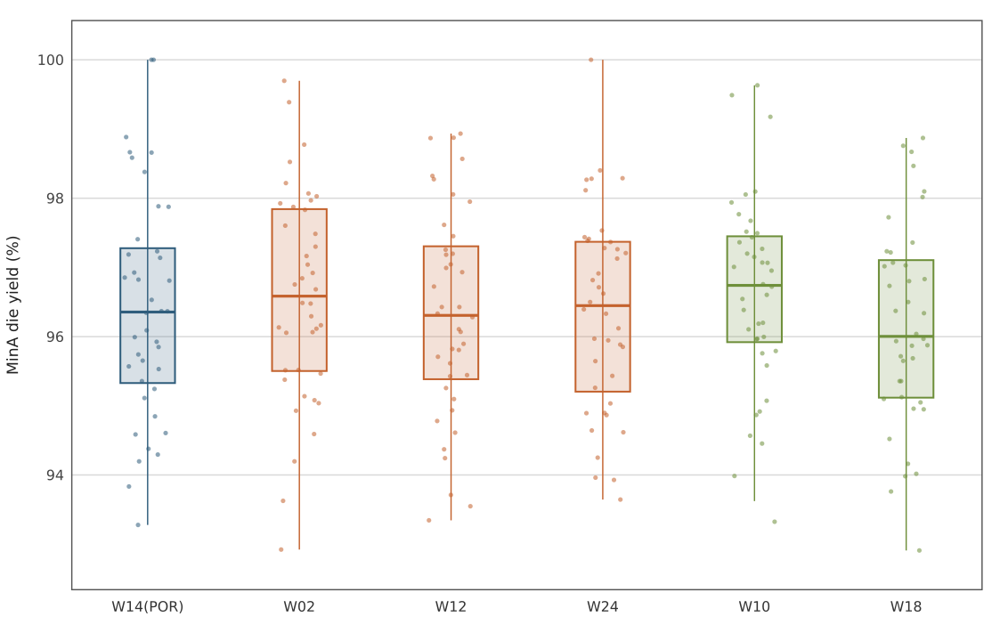 MinA die yield (%)
100
98
96
94
W14(POR)
W02
W12
W24
W10
W18